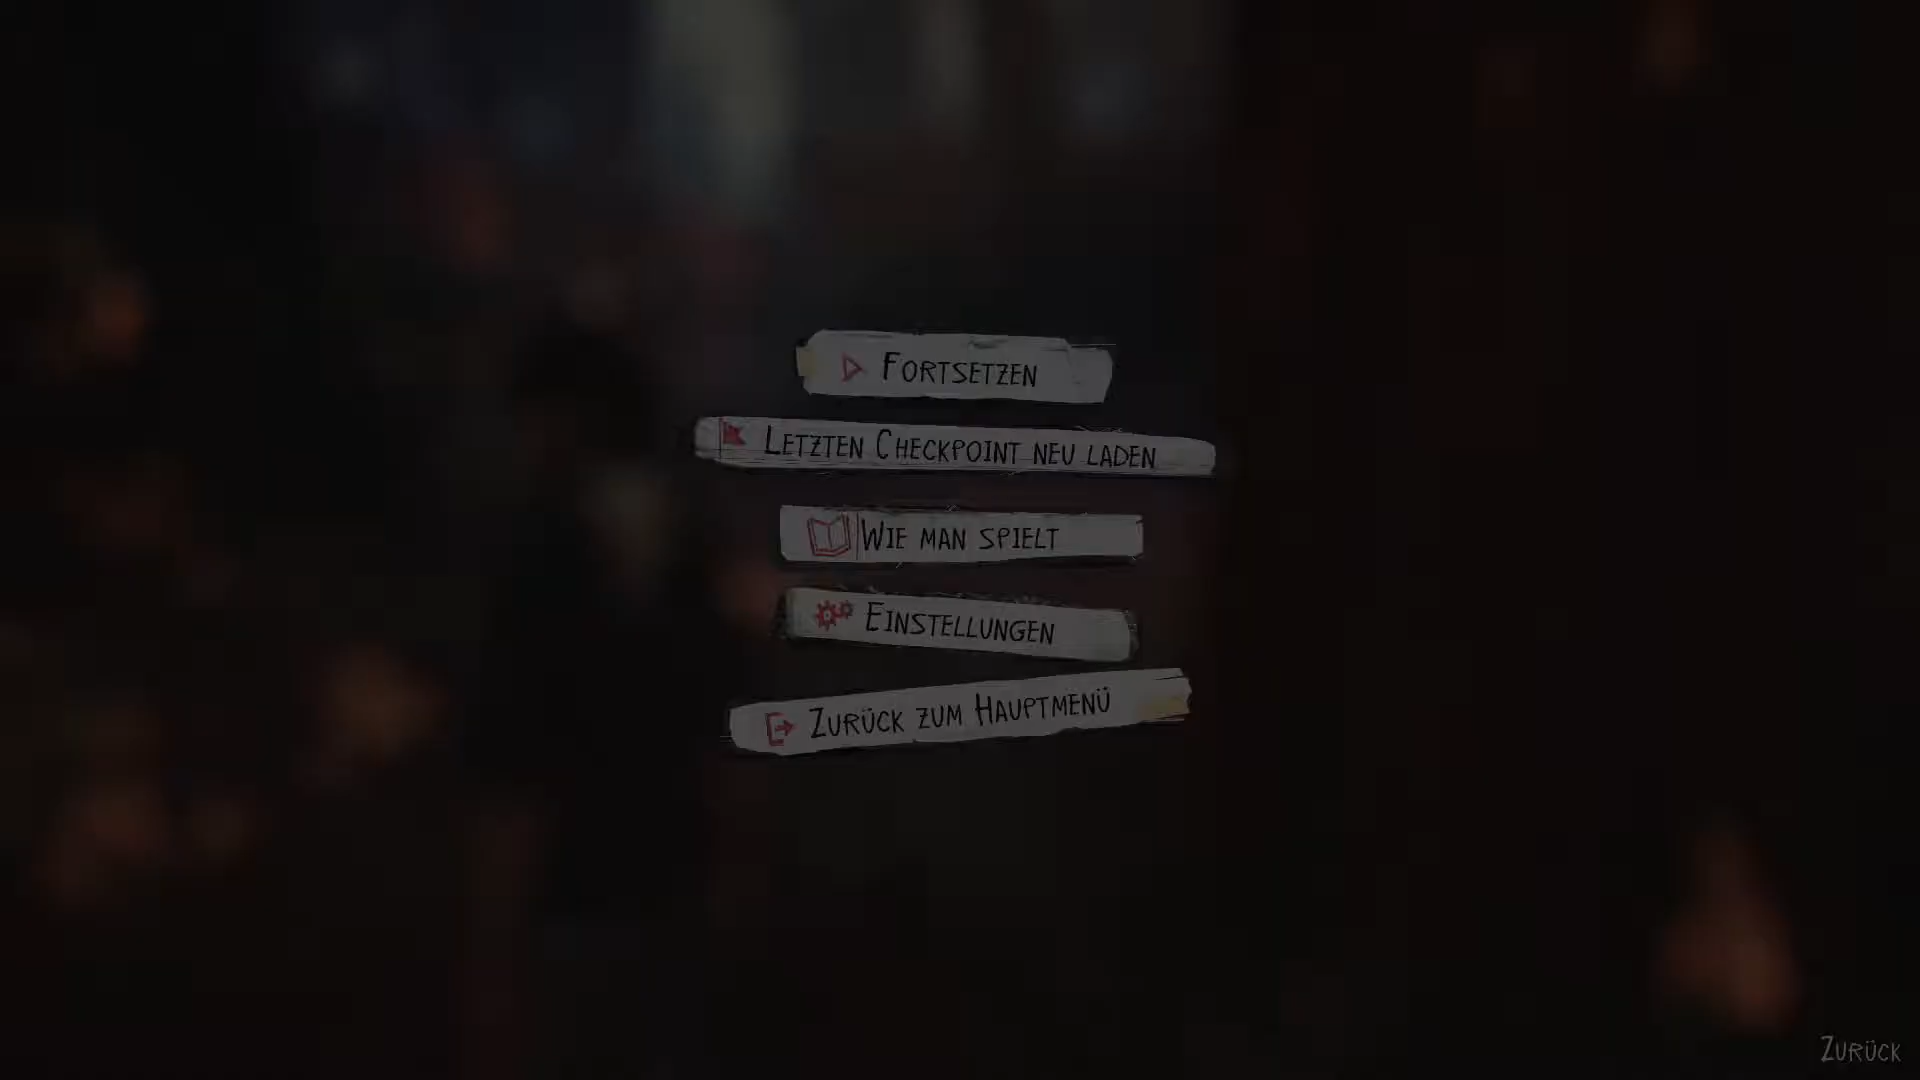 Fortsetzen
Letzten Checkpoint neu laden
Wie man spielt
Einstellungen
Zurück zum Hauptmenü
Zurück